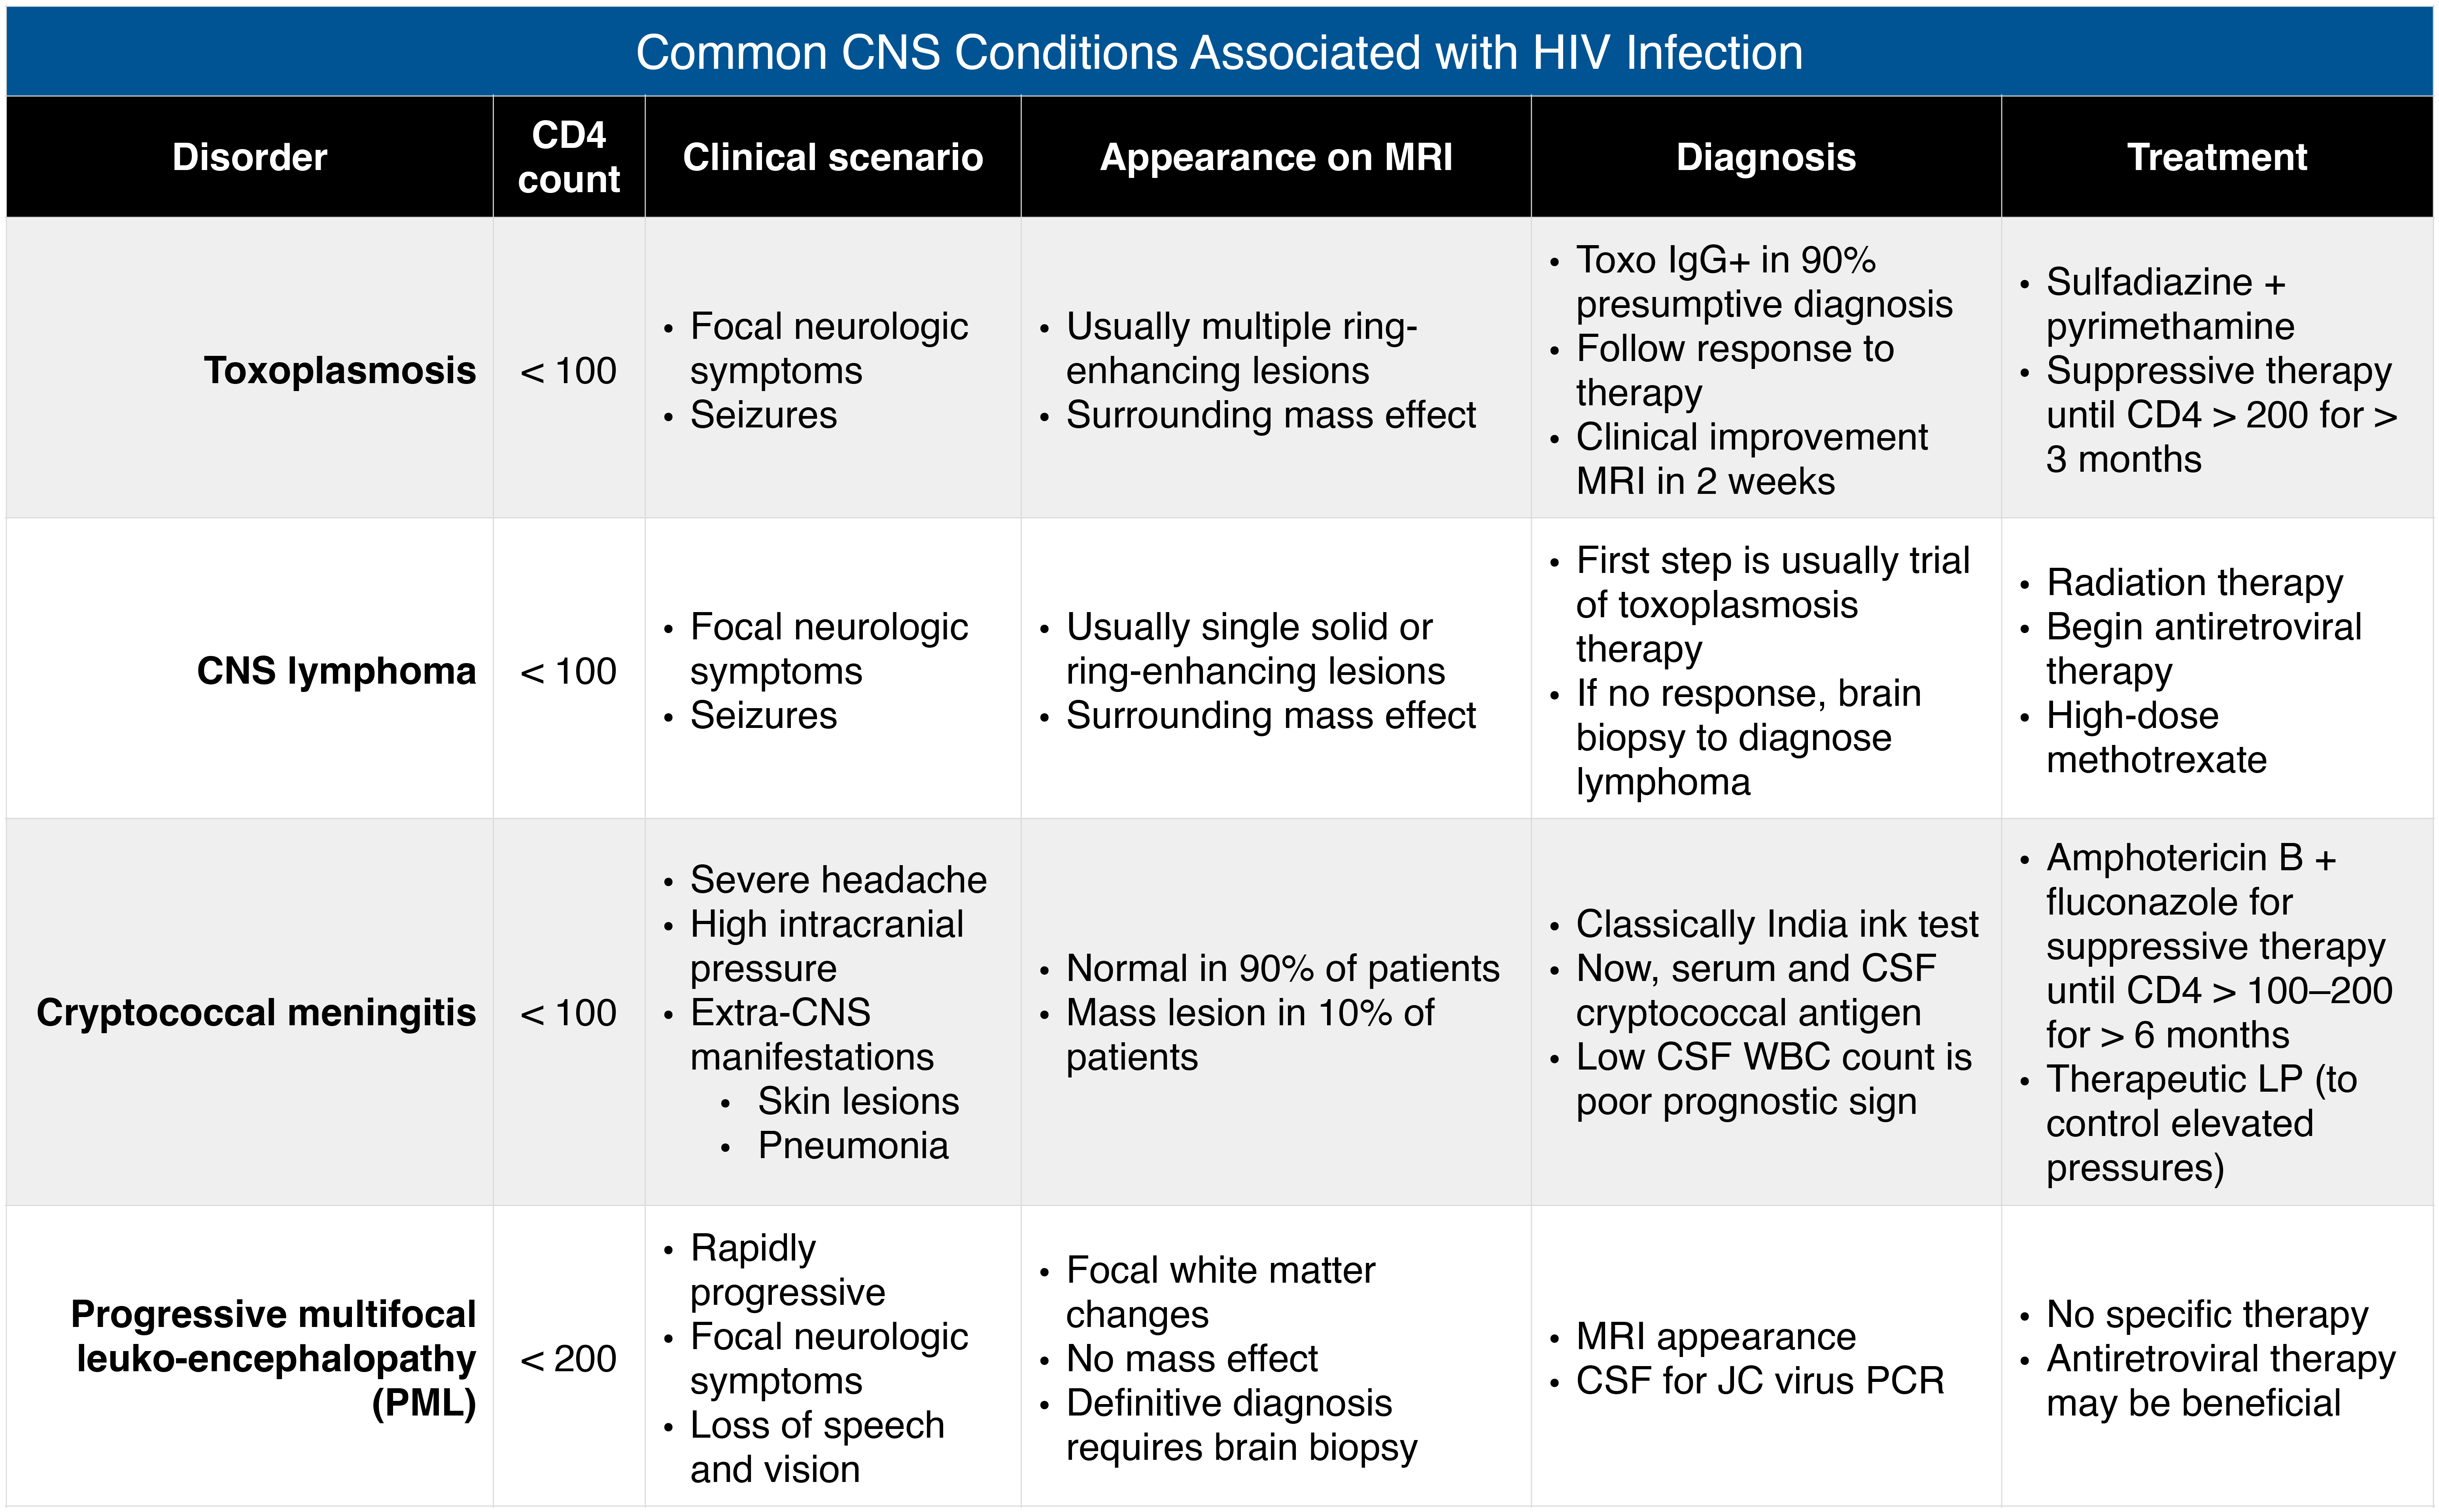 Common CNS Conditions Associated with HIV Infection
Disorder
CD4
count
Clinical scenario
Appearance on MRI
Diagnosis
Treatment
Toxoplasmosis
< 100
• Focal neurologic
symptoms
• Seizures
• Usually multiple ring-
enhancing lesions
• Surrounding mass effect
• Toxo IgG+ in 90%
presumptive diagnosis
• Follow response to
therapy
• Clinical improvement
MRI in 2 weeks
• Sulfadiazine +
pyrimethamine
• Suppressive therapy
until CD4 > 200 for >
3 months
CNS lymphoma
< 100
• Focal neurologic
symptoms
• Seizures
• Usually single solid or
ring-enhancing lesions
• Surrounding mass effect
• First step is usually trial
of toxoplasmosis
therapy
• If no response, brain
biopsy to diagnose
lymphoma
• Radiation therapy
• Begin antiretroviral
therapy
• High-dose
methotrexate
Cryptococcal meningitis
< 100
• Severe headache
• High intracranial
pressure
• Extra-CNS
manifestations
• Skin lesions
• Pneumonia
• Normal in 90% of patients
• Mass lesion in 10% of
patients
• Classically India ink test
• Now, serum and CSF
cryptococcal antigen
• Low CSF WBC count is
poor prognostic sign
• Amphotericin B +
fluconazole for
suppressive therapy
until CD4 > 100–200
for > 6 months
• Therapeutic LP (to
control elevated
pressures)
Progressive multifocal
leuko-encephalopathy
(PML)
< 200
• Rapidly
progressive
• Focal neurologic
symptoms
• Loss of speech
and vision
• Focal white matter
changes
• No mass effect
• Definitive diagnosis
requires brain biopsy
• MRI appearance
• CSF for JC virus PCR
• No specific therapy
• Antiretroviral therapy
may be beneficial